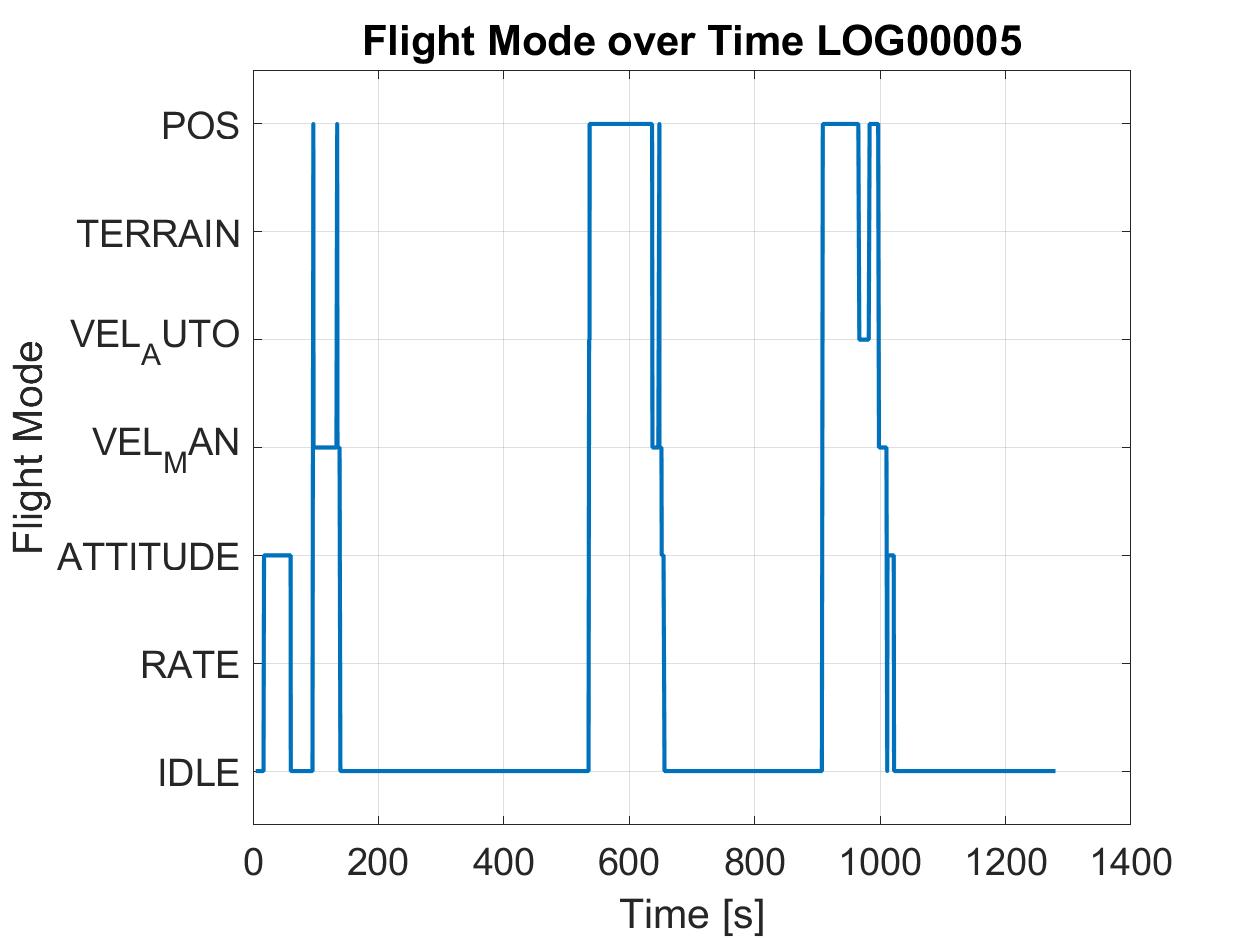 Flight Mode over Time LOG00005
POS
TERRAIN
VEL_AUTO
VEL_MAN
ATTITUDE
RATE
IDLE
Flight Mode
0 200 400 600 800 1000 1200 1400
Time [s]